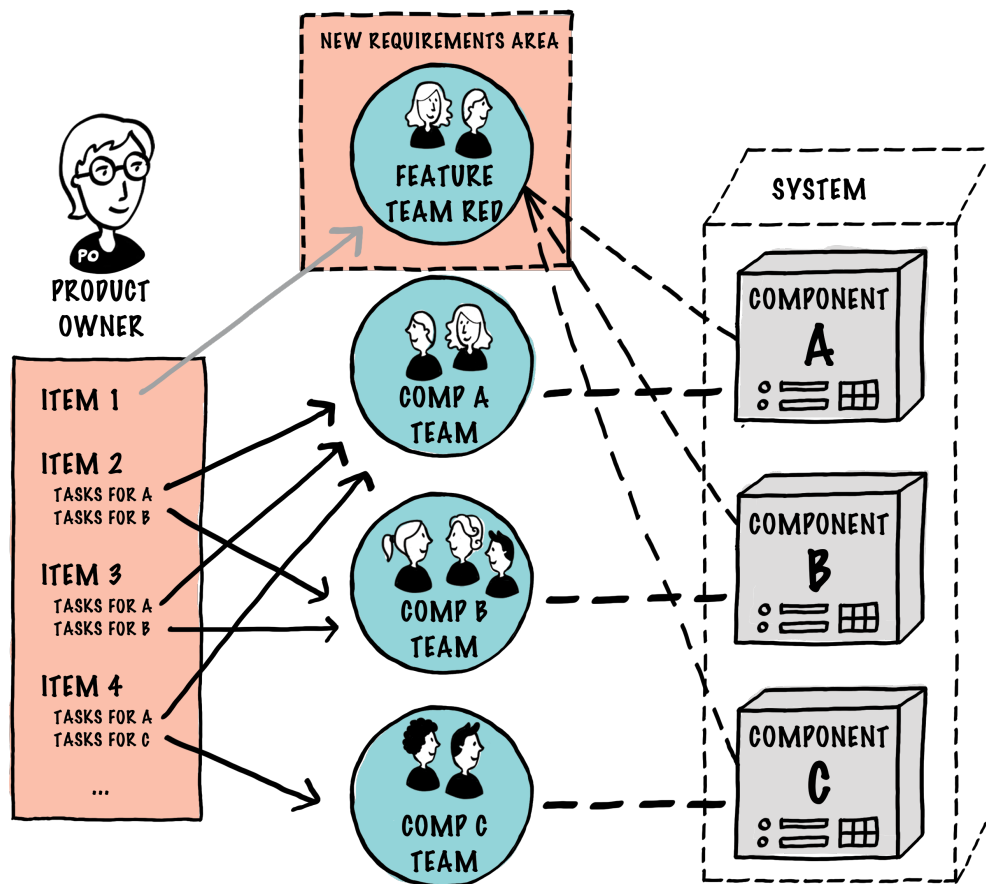 NEW REQUIREMENTS AREA
FEATURE
TEAM RED
PO
PRODUCT
OWNER
ITEM 1
ITEM 2
TASKS FOR A
TASKS FOR B
ITEM 3
TASKS FOR A
TASKS FOR B
ITEM 4
TASKS FOR A
TASKS FOR C
...
COMP A
TEAM
COMP B
TEAM
COMP C
TEAM
SYSTEM
COMPONENT
A
COMPONENT
B
COMPONENT
C